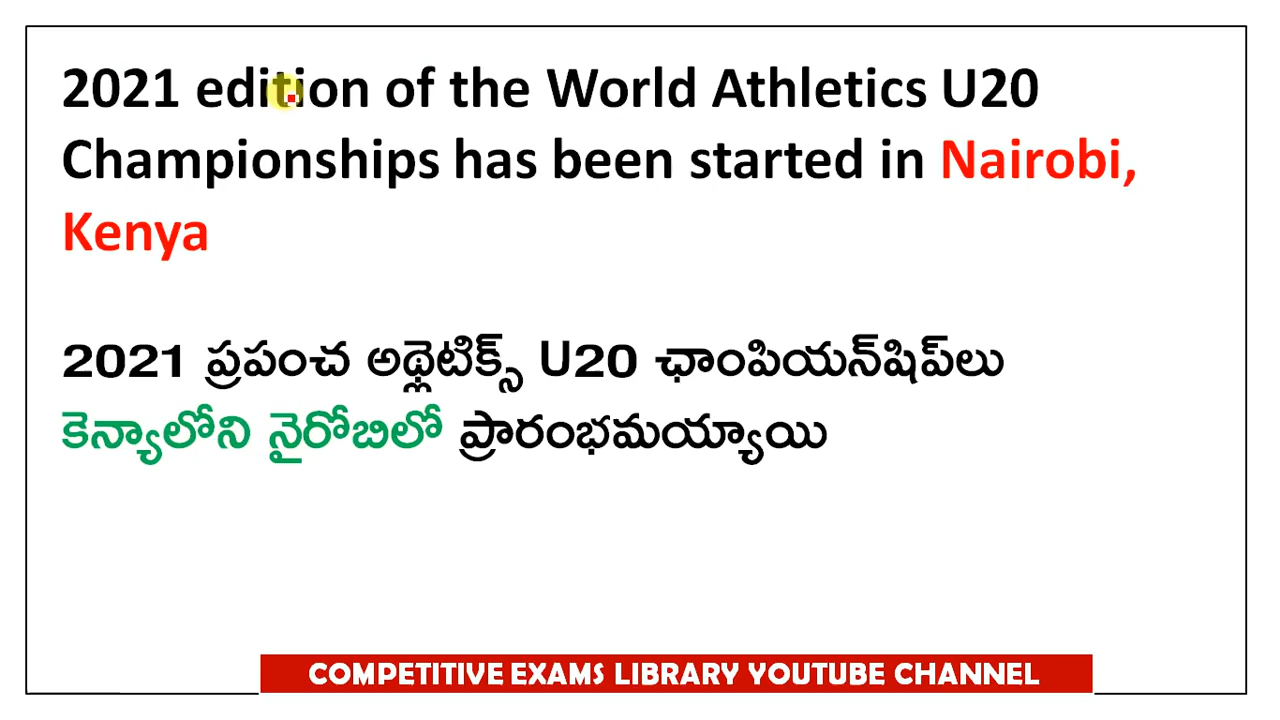 2021 edition of the World Athletics U20
Championships has been started in Nairobi,
Kenya
2021 ప్రపంచ అథ్లెటిక్స్ U20 ఛాంపియన్‌షిప్‌లు
కెన్యాలోని నైరోబిలో ప్రారంభమయ్యాయి
COMPETITIVE EXAMS LIBRARY YOUTUBE CHANNEL